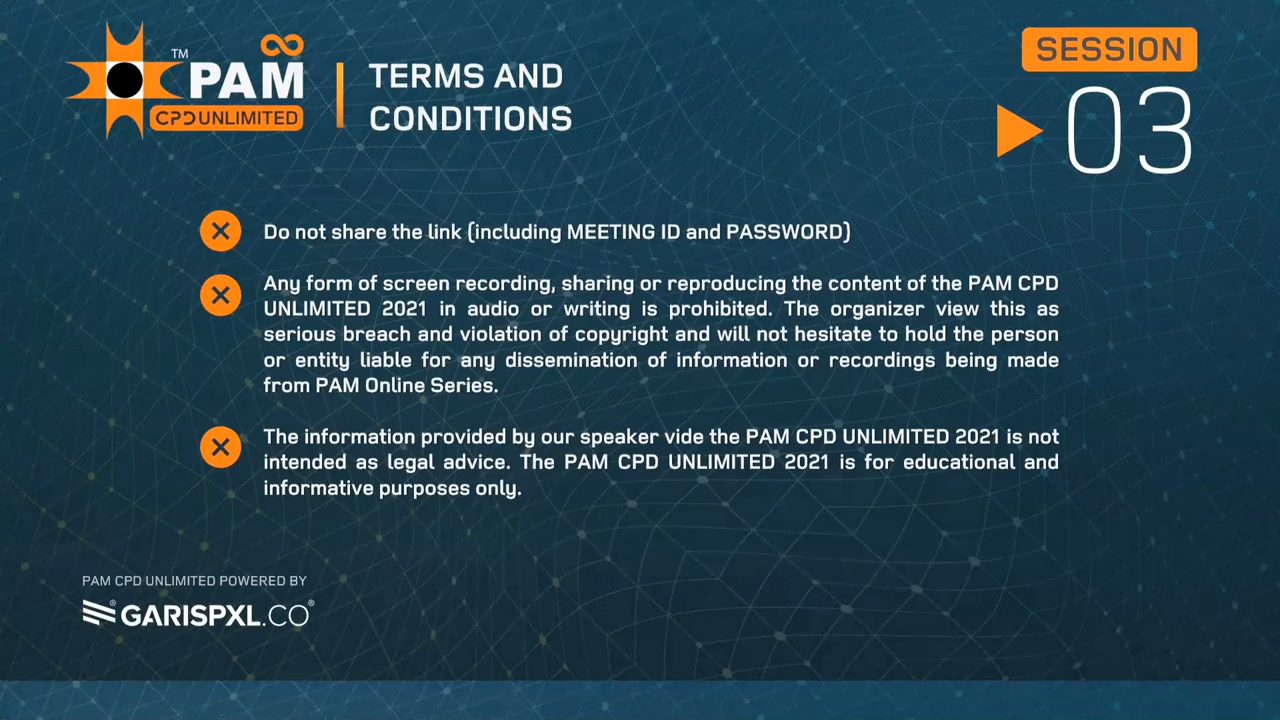 ™
PAM
CPD UNLIMITED
TERMS AND
CONDITIONS
SESSION
03
Do not share the link (including MEETING ID and PASSWORD)
Any form of screen recording, sharing or reproducing the content of the PAM CPD
UNLIMITED 2021 in audio or writing is prohibited. The organizer view this as
serious breach and violation of copyright and will not hesitate to hold the person
or entity liable for any dissemination of information or recordings being made
from PAM Online Series.
The information provided by our speaker vide the PAM CPD UNLIMITED 2021 is not
intended as legal advice. The PAM CPD UNLIMITED 2021 is for educational and
informative purposes only.
PAM CPD UNLIMITED POWERED BY
® GARISPXL.CO®